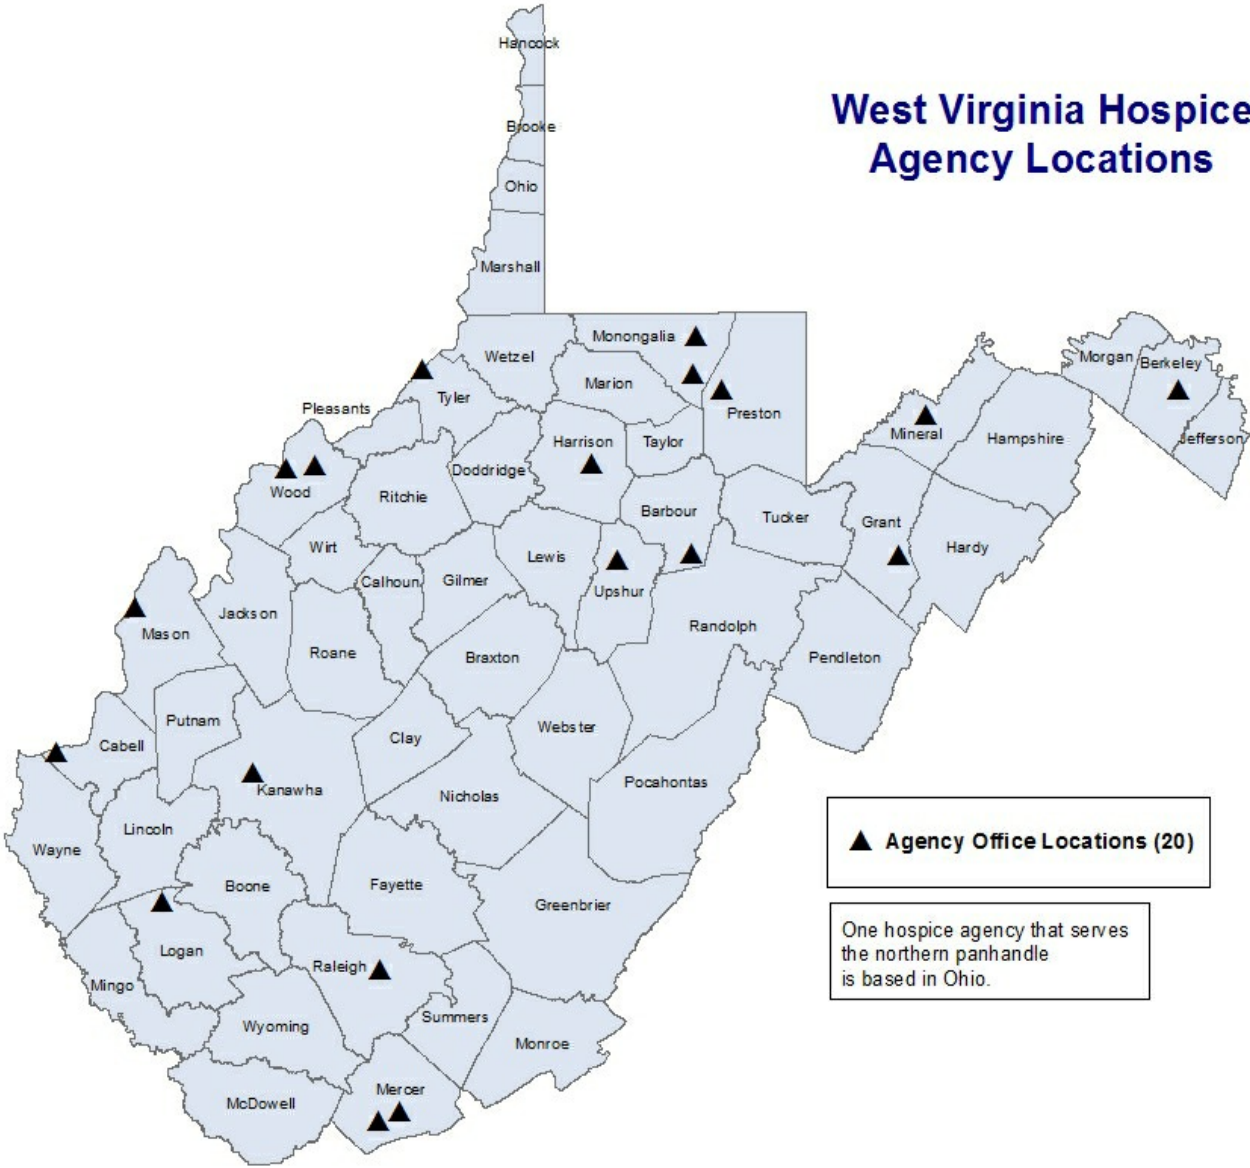 West Virginia Hospice
Agency Locations
Hancock
Brooke
Ohio
Marshall
Wetzel
Monongalia
Marion
Tyler
Preston
Pleasants
Harrison
Taylor
Doddridge
Wood
Ritchie
Morgan
Berkeley
Jefferson
Mineral
Hampshire
Barbour
Tucker
Grant
Hardy
Wirt
Lewis
Calhoun
Gilmer
Upshur
Jackson
Mason
Roane
Braxton
Randolph
Pendleton
Putnam
Cabell
Clay
Webster
Kanawha
Nicholas
Pocahontas
Lincoln
Wayne
Boone
Fayette
Greenbrier
Logan
Raleigh
Mingo
Wyoming
Summers
Monroe
McDowell
Mercer
Agency Office Locations (20)
One hospice agency that serves
the northern panhandle
is based in Ohio.